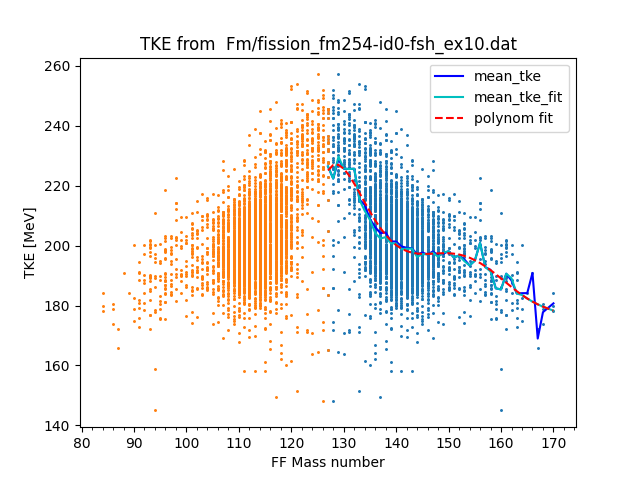 TKE from  Fm/fission_fm254-id0-fsh_ex10.dat
260
240
220
200
180
160
140
TKE [MeV]
mean_tke
mean_tke_fit
polynom fit
80 90 100 110 120 130 140 150 160 170
FF Mass number